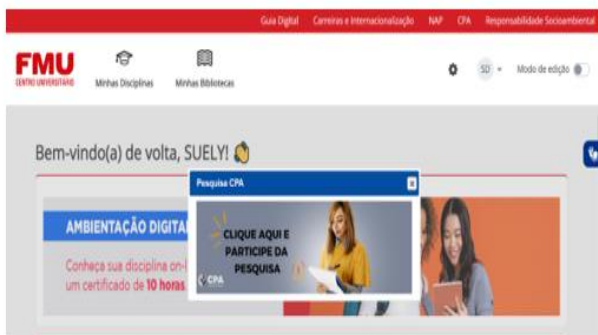 Guia Digital Carreiras e Internacionalização NAP CPA Responsabilidade Socioambiental
FMU
CENTRO UNIVERSITÁRIO
Minhas Disciplinas Minhas Bibliotecas
SD Modo de edição
Bem-vindo(a) de volta, SUELY!
Pesquisa CPA
CLIQUE AQUI E
PARTICIPE DA
PESQUISA
CPA
AMBIENTAÇÃO DIGITA
Conheça sua disciplina on-l
um certificado de 10 horas